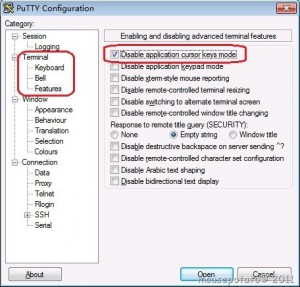 PuTTY Configuration
Category:
Session
Logging
Terminal
Keyboard
Bell
Features
Window
Appearance
Behaviour
Translation
Selection
Colours
Connection
Data
Proxy
Telnet
Rlogin
SSH
Serial
Enabling and disabling advanced terminal features
Disable application cursor keys mode
Disable application keypad mode
Disable xterm-style mouse reporting
Disable remote-controlled terminal resizing
Disable switching to alternate terminal screen
Disable remote-controlled window title changing
Response to remote title query (SECURITY):
None Empty string Window title
Disable destructive backspace on server sending ^?
Disable remote-controlled character set configuration
Disable Arabic text shaping
Disable bidirectional text display
About Open Cancel